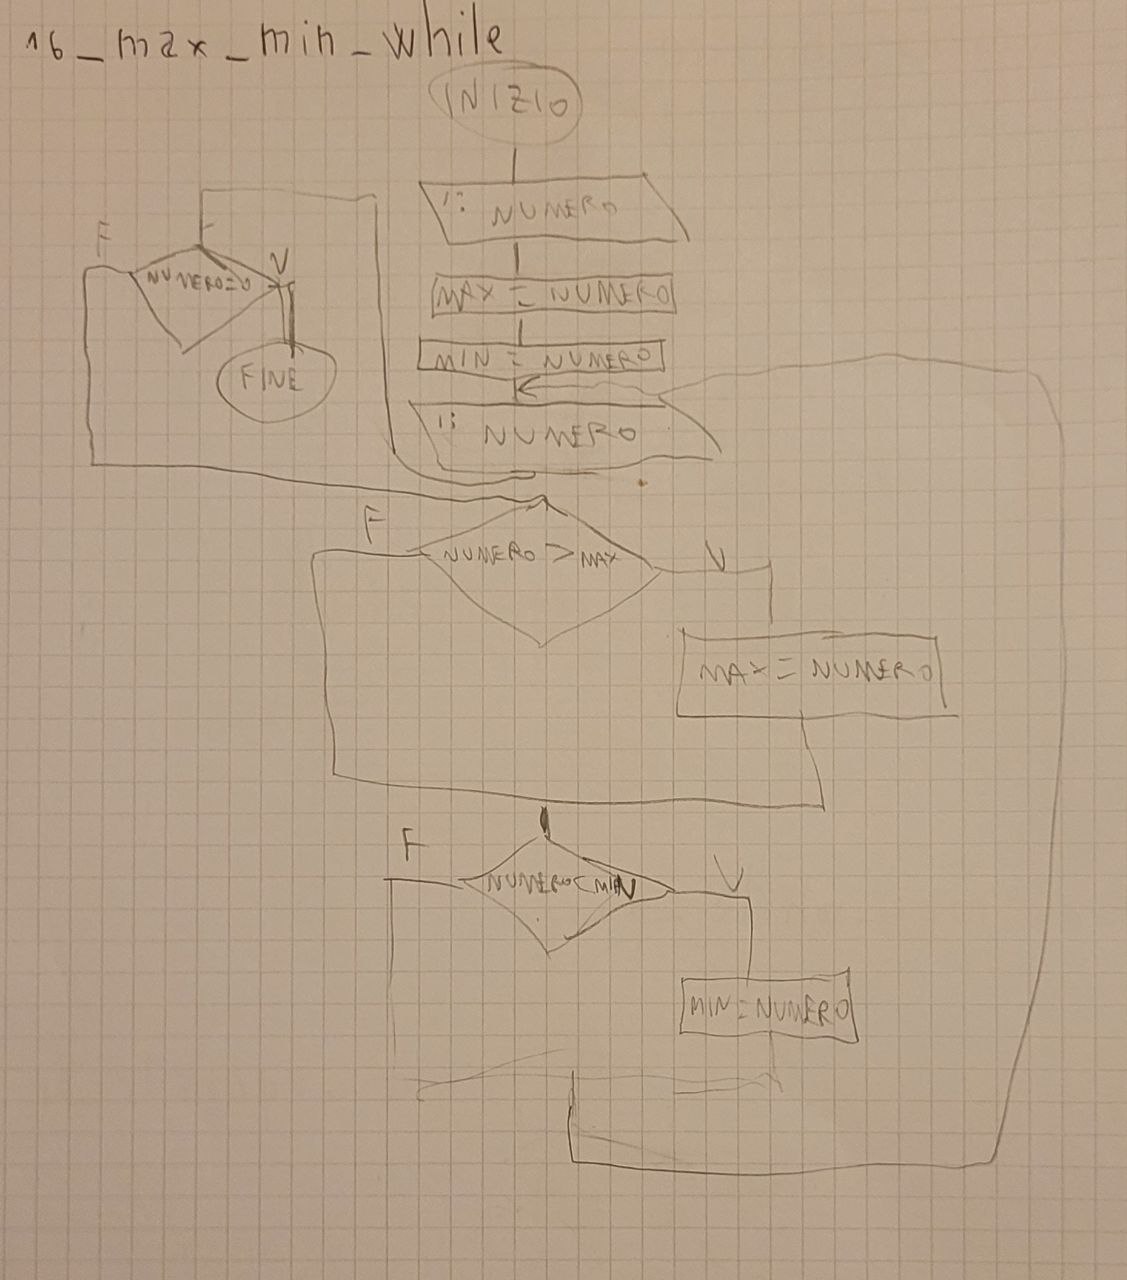 16_max_min_while
INIZIO
I: NUMERO
MAX = NUMERO
MIN = NUMERO
I: NUMERO
F
V
NUMERO=0
FINE
F
V
NUMERO > MAX
MAX = NUMERO
F
V
NUMERO < MIN
MIN = NUMERO